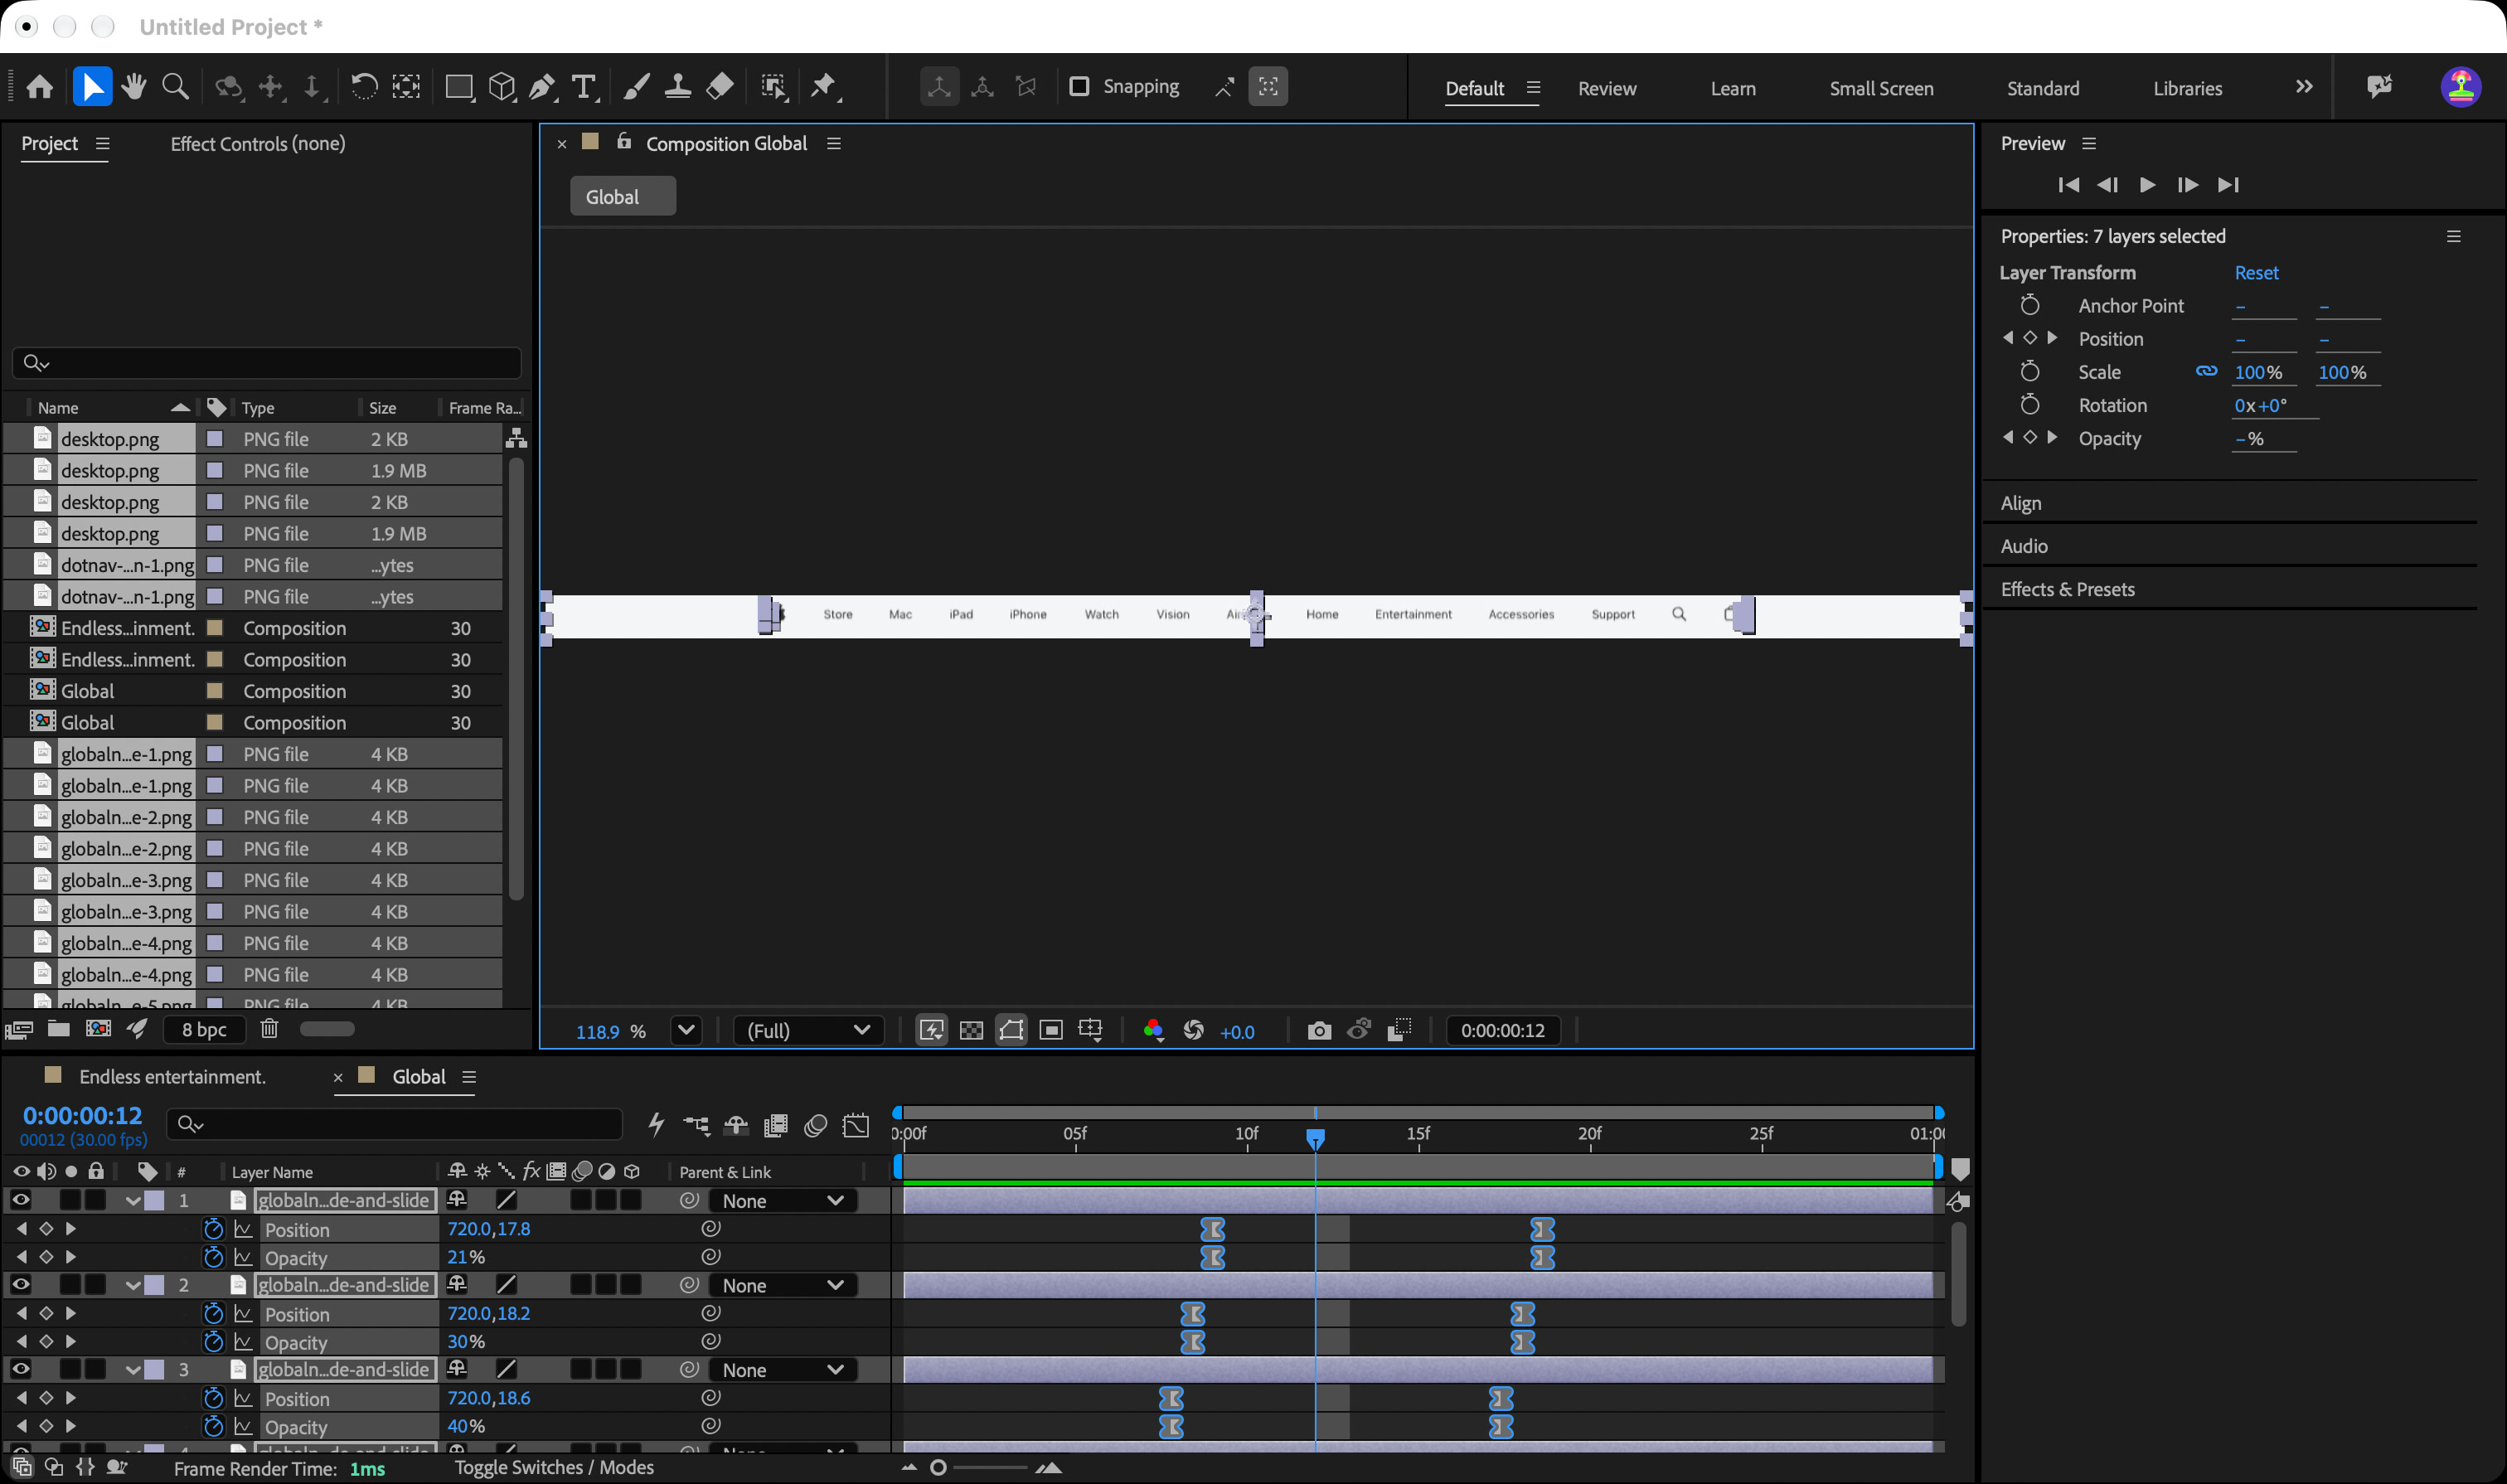 Untitled Project *
Snapping
Default
Review
Learn
Small Screen
Standard
Libraries
Project
Effect Controls (none)
Composition Global
Global
Name Type Size Frame Ra...
desktop.png PNG file 2 KB
desktop.png PNG file 1.9 MB
desktop.png PNG file 2 KB
desktop.png PNG file 1.9 MB
dotnav-...n-1.png PNG file ...ytes
dotnav-...n-1.png PNG file ...ytes
Endless...inment. Composition 30
Endless...inment. Composition 30
Global Composition 30
Global Composition 30
globaln...e-1.png PNG file 4 KB
globaln...e-1.png PNG file 4 KB
globaln...e-2.png PNG file 4 KB
globaln...e-2.png PNG file 4 KB
globaln...e-3.png PNG file 4 KB
globaln...e-3.png PNG file 4 KB
globaln...e-4.png PNG file 4 KB
globaln...e-4.png PNG file 4 KB
globaln...e-5.png PNG file 4 KB
8 bpc
Store Mac iPad iPhone Watch Vision Home Entertainment Accessories Support
118.9 %
(Full)
+0.0
0:00:00:12
Preview
Properties: 7 layers selected
Layer Transform Reset
Anchor Point – –
Position – –
Scale 100% 100%
Rotation 0x+0°
Opacity –%
Align
Audio
Effects & Presets
Endless entertainment.
Global
0:00:00:12
00012 (30.00 fps)
0:00f 05f 10f 15f 20f 25f 01:00
# Layer Name
Parent & Link
1 globaln...de-and-slide None
Position 720.0,17.8
Opacity 21%
2 globaln...de-and-slide None
Position 720.0,18.2
Opacity 30%
3 globaln...de-and-slide None
Position 720.0,18.6
Opacity 40%
Frame Render Time: 1ms
Toggle Switches / Modes